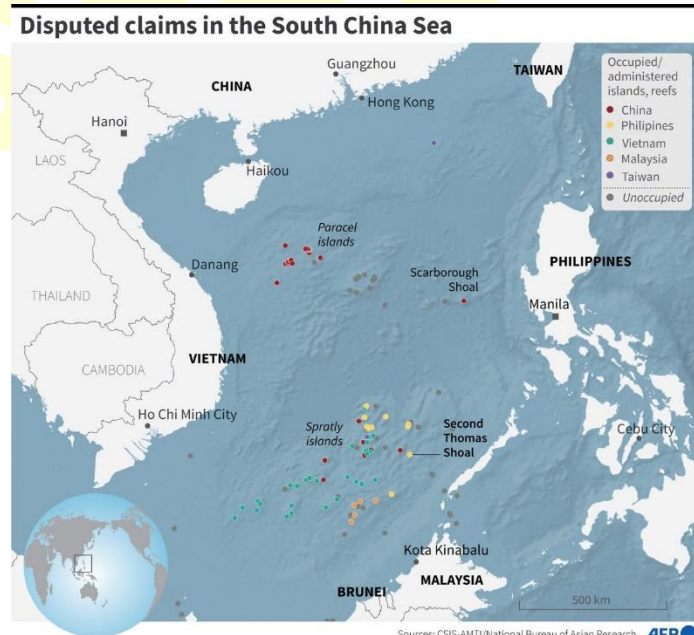 Disputed claims in the South China Sea
Occupied/
administered
islands, reefs
China
Philipines
Vietnam
Malaysia
Taiwan
Unoccupied
TAIWAN
Guangzhou
CHINA
Hong Kong
Hanoi
LAOS
Haikou
Paracel
islands
Danang
Scarborough
Shoal
PHILIPPINES
Manila
THAILAND
CAMBODIA
VIETNAM
Ho Chi Minh City
Spratly
islands
Second
Thomas
Shoal
Cebu City
Kota Kinabalu
BRUNEI
MALAYSIA
500 km
Sources: CSIS-AMTI/National Bureau of Asian Research
AFP